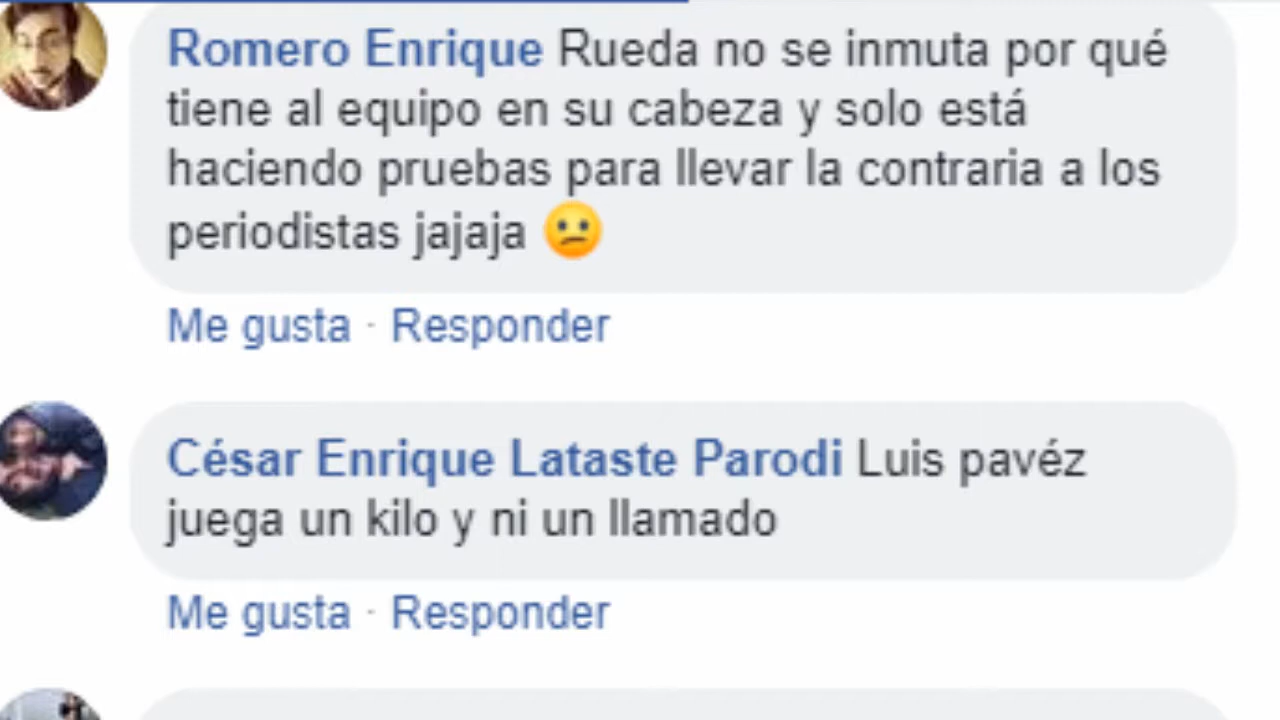 Romero Enrique Rueda no se inmuta por qué
tiene al equipo en su cabeza y solo está
haciendo pruebas para llevar la contraria a los
periodistas jajaja 😕
Me gusta · Responder
César Enrique Lataste Parodi Luis pavéz
juega un kilo y ni un llamado
Me gusta · Responder